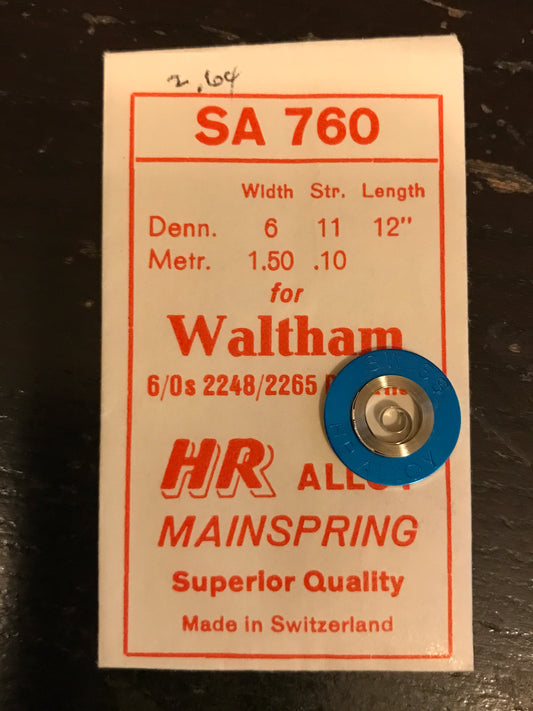 2.64
SA 760
Width Str. Length
Denn. 6 11 12"
Metr. 1.50 .10
for
Waltham
6/0s 2248/2265
HR
MAINSPRING
Superior Quality
Made in Switzerland